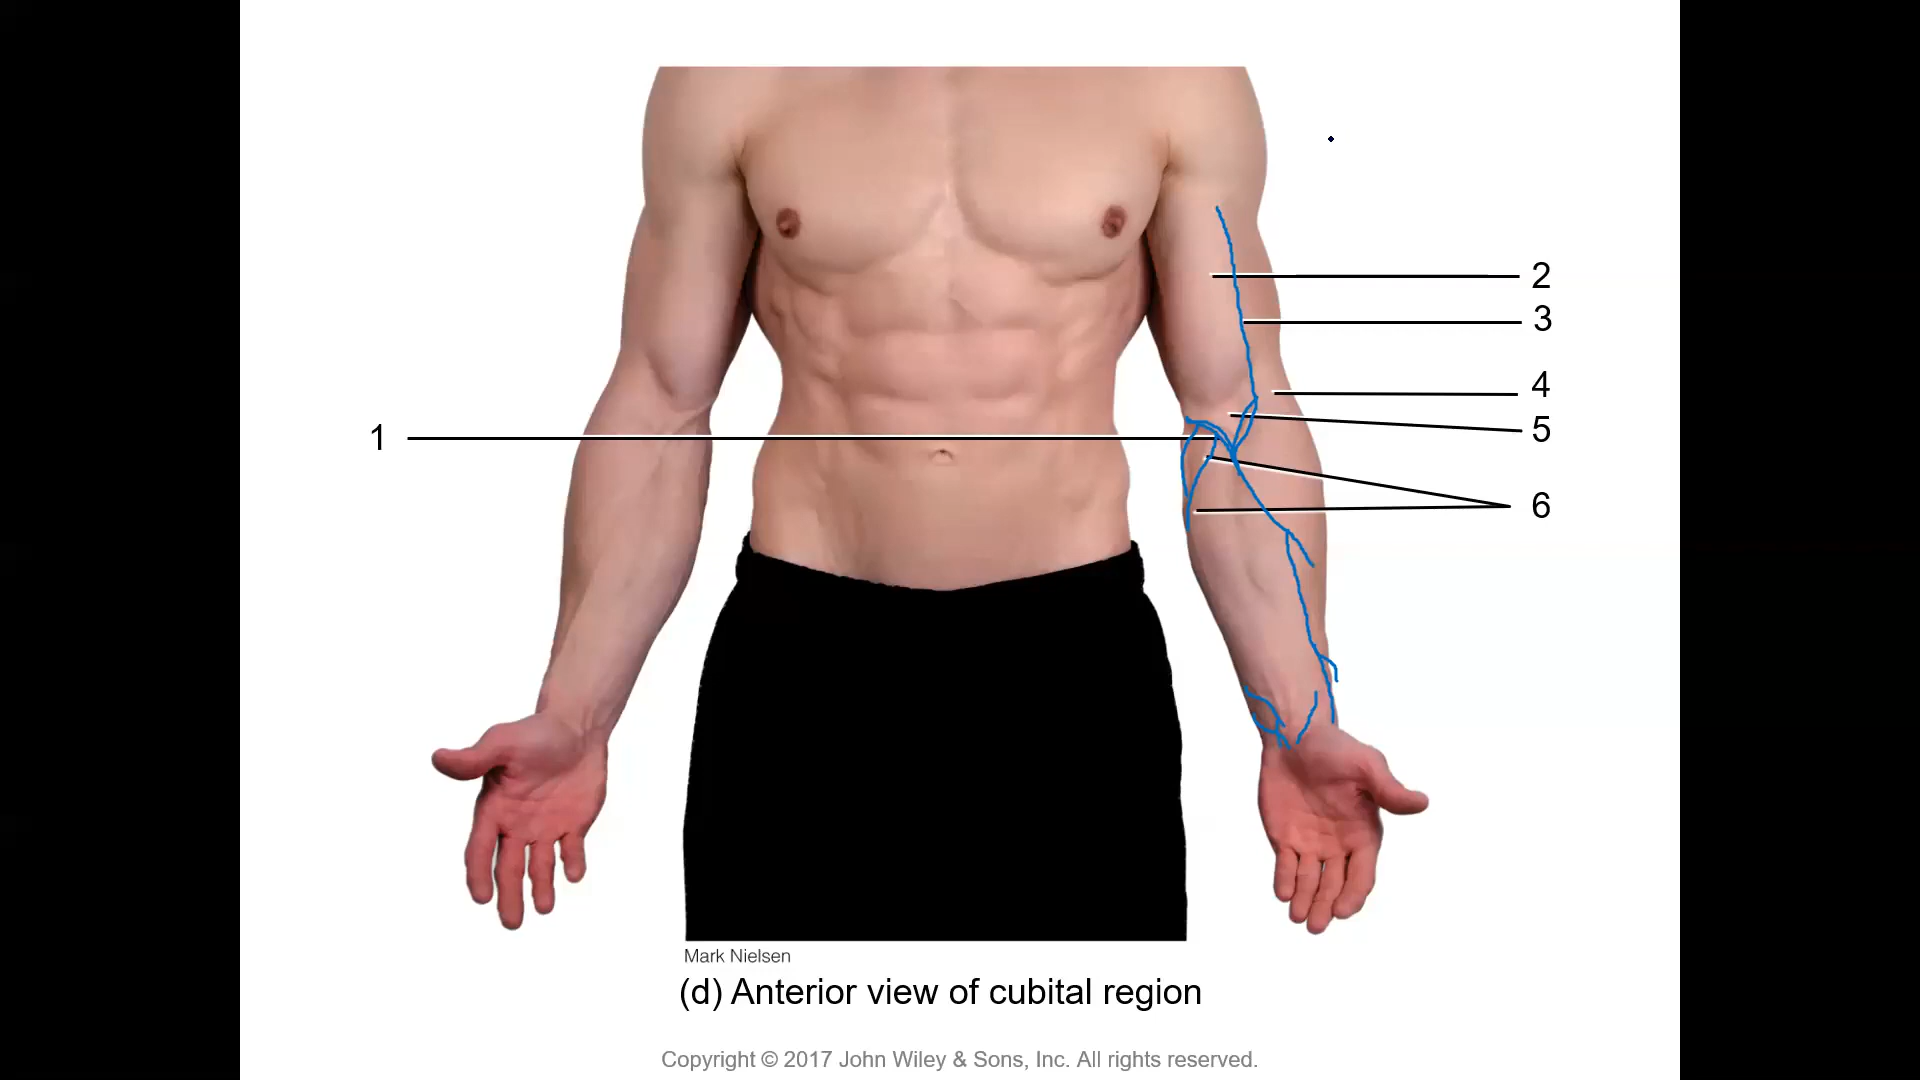 2
3
4
5
1
6
Mark Nielsen
(d) Anterior view of cubital region
Copyright © 2017 John Wiley & Sons, Inc. All rights reserved.